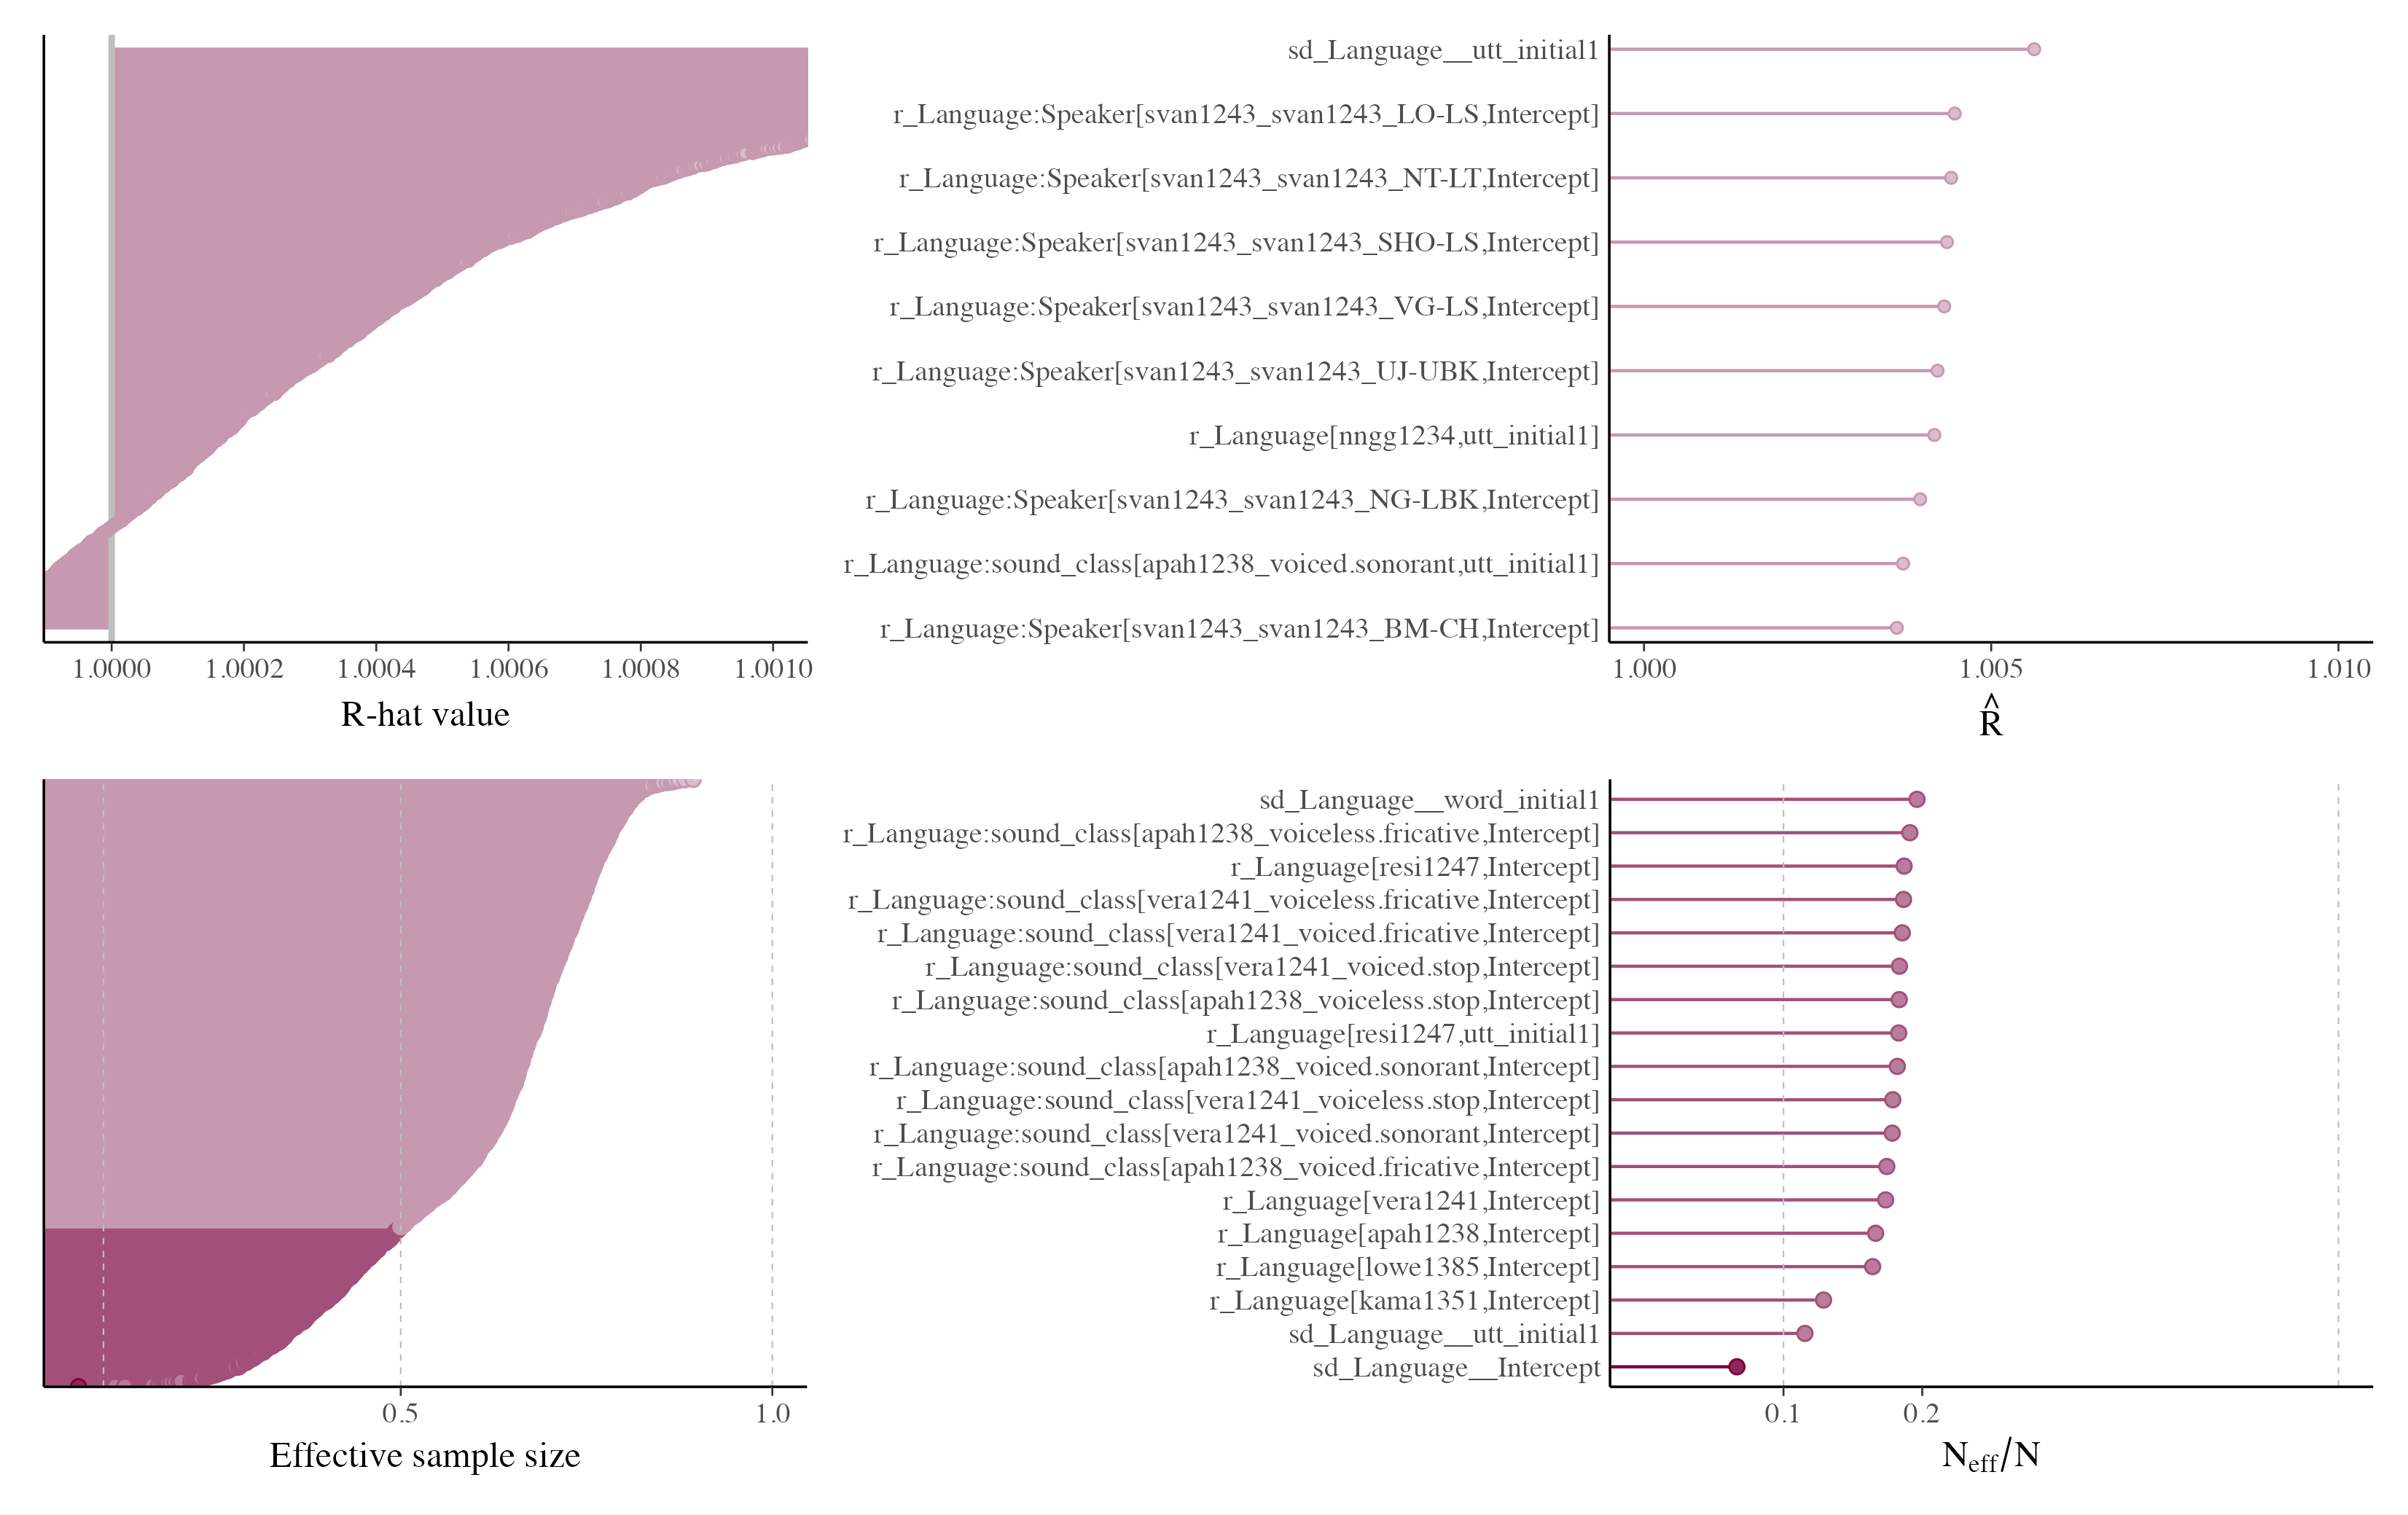 1.0000 1.0002 1.0004 1.0006 1.0008 1.0010
R-hat value
sd_Language__utt_initial1
r_Language:Speaker[svan1243_svan1243_LO-LS,Intercept]
r_Language:Speaker[svan1243_svan1243_NT-LT,Intercept]
r_Language:Speaker[svan1243_svan1243_SHO-LS,Intercept]
r_Language:Speaker[svan1243_svan1243_VG-LS,Intercept]
r_Language:Speaker[svan1243_svan1243_UJ-UBK,Intercept]
r_Language[nngg1234,utt_initial1]
r_Language:Speaker[svan1243_svan1243_NG-LBK,Intercept]
r_Language:sound_class[apah1238_voiced.sonorant,utt_initial1]
r_Language:Speaker[svan1243_svan1243_BM-CH,Intercept]
1.000 1.005 1.010
R̂
0.5 1.0
Effective sample size
sd_Language__word_initial1
r_Language:sound_class[apah1238_voiceless.fricative,Intercept]
r_Language[resi1247,Intercept]
r_Language:sound_class[vera1241_voiceless.fricative,Intercept]
r_Language:sound_class[vera1241_voiced.fricative,Intercept]
r_Language:sound_class[vera1241_voiced.stop,Intercept]
r_Language:sound_class[apah1238_voiceless.stop,Intercept]
r_Language[resi1247,utt_initial1]
r_Language:sound_class[apah1238_voiced.sonorant,Intercept]
r_Language:sound_class[vera1241_voiceless.stop,Intercept]
r_Language:sound_class[vera1241_voiced.sonorant,Intercept]
r_Language:sound_class[apah1238_voiced.fricative,Intercept]
r_Language[vera1241,Intercept]
r_Language[apah1238,Intercept]
r_Language[lowe1385,Intercept]
r_Language[kama1351,Intercept]
sd_Language__utt_initial1
sd_Language__Intercept
0.1 0.2
Neff/N